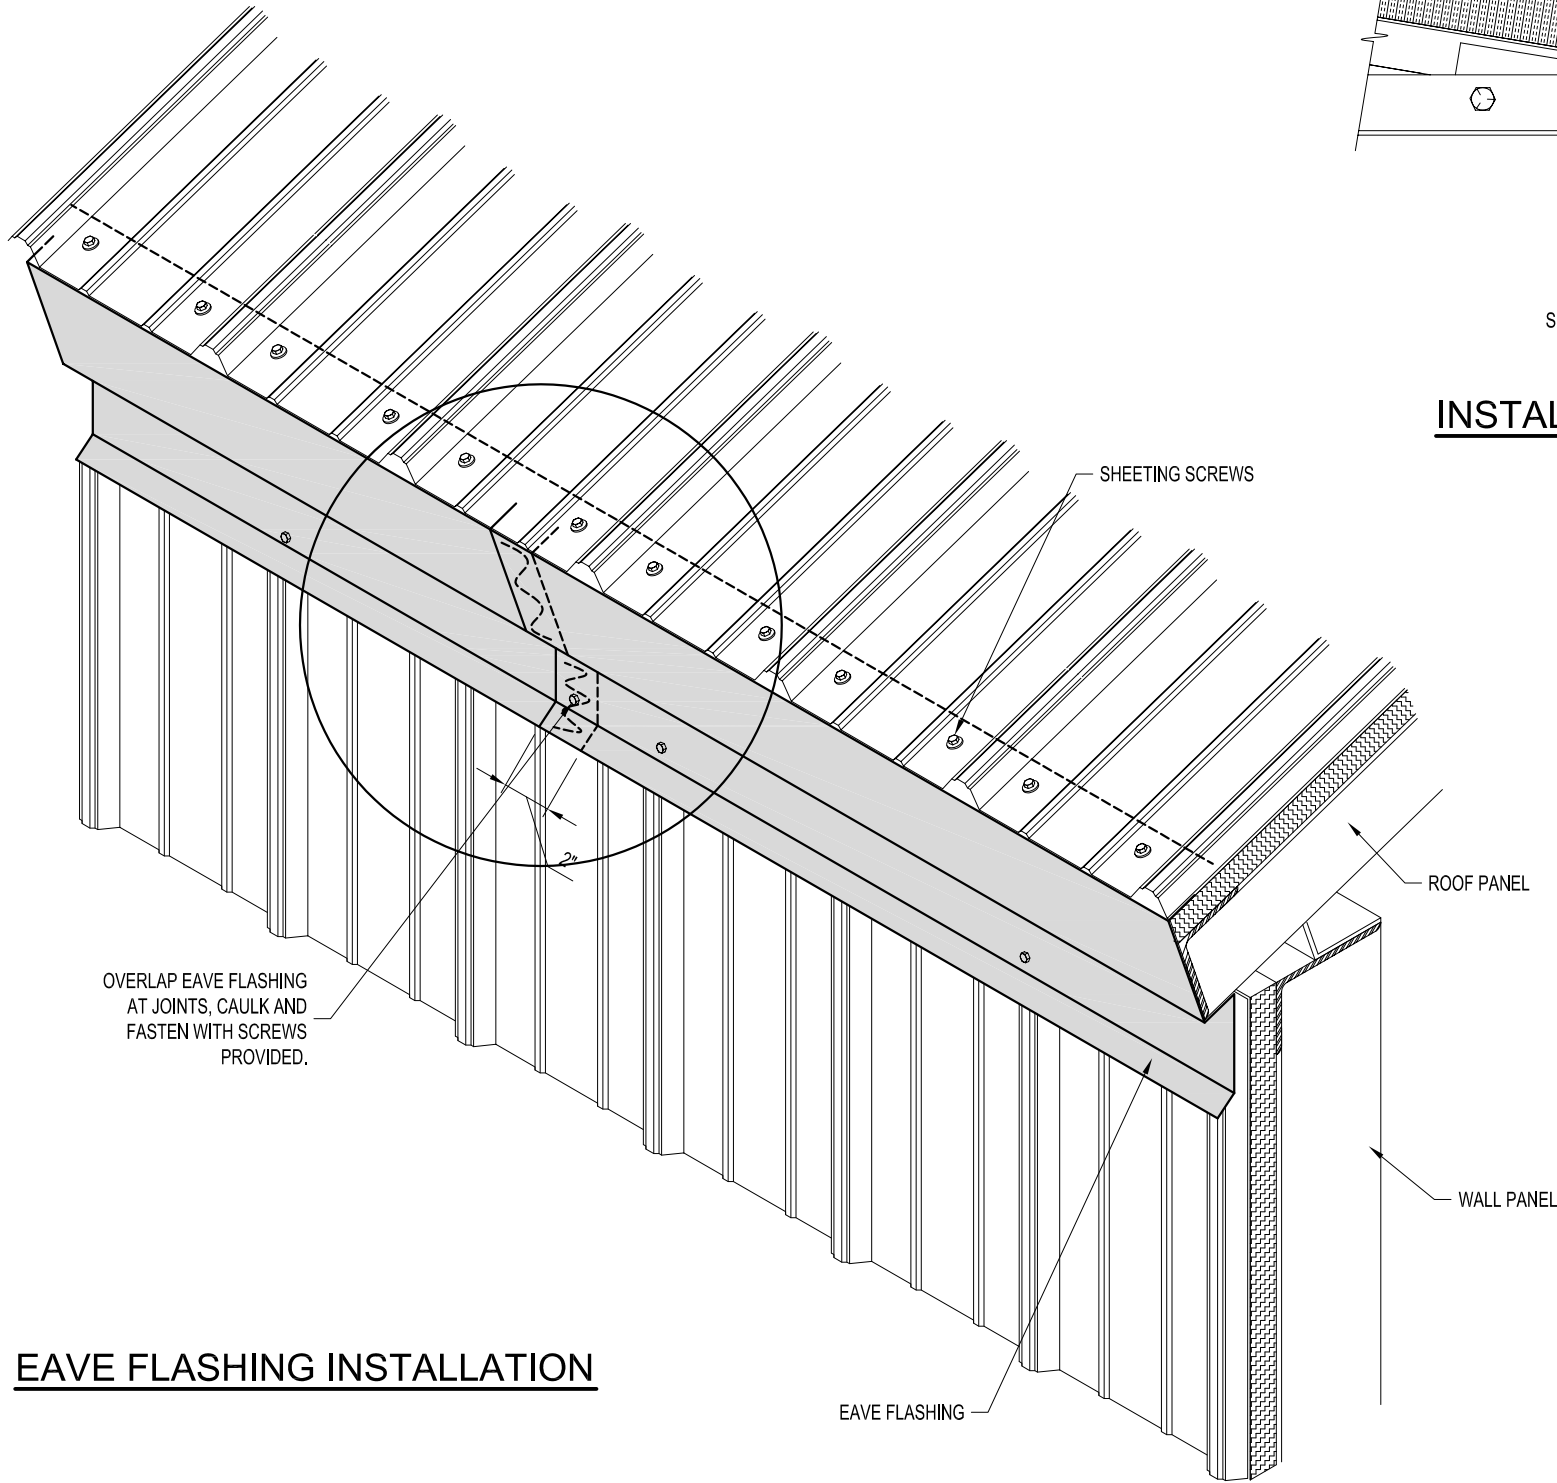 S
INSTAL
SHEETING SCREWS
2"
ROOF PANEL
OVERLAP EAVE FLASHING
AT JOINTS, CAULK AND
FASTEN WITH SCREWS
PROVIDED.
WALL PANEL
EAVE FLASHING INSTALLATION
EAVE FLASHING